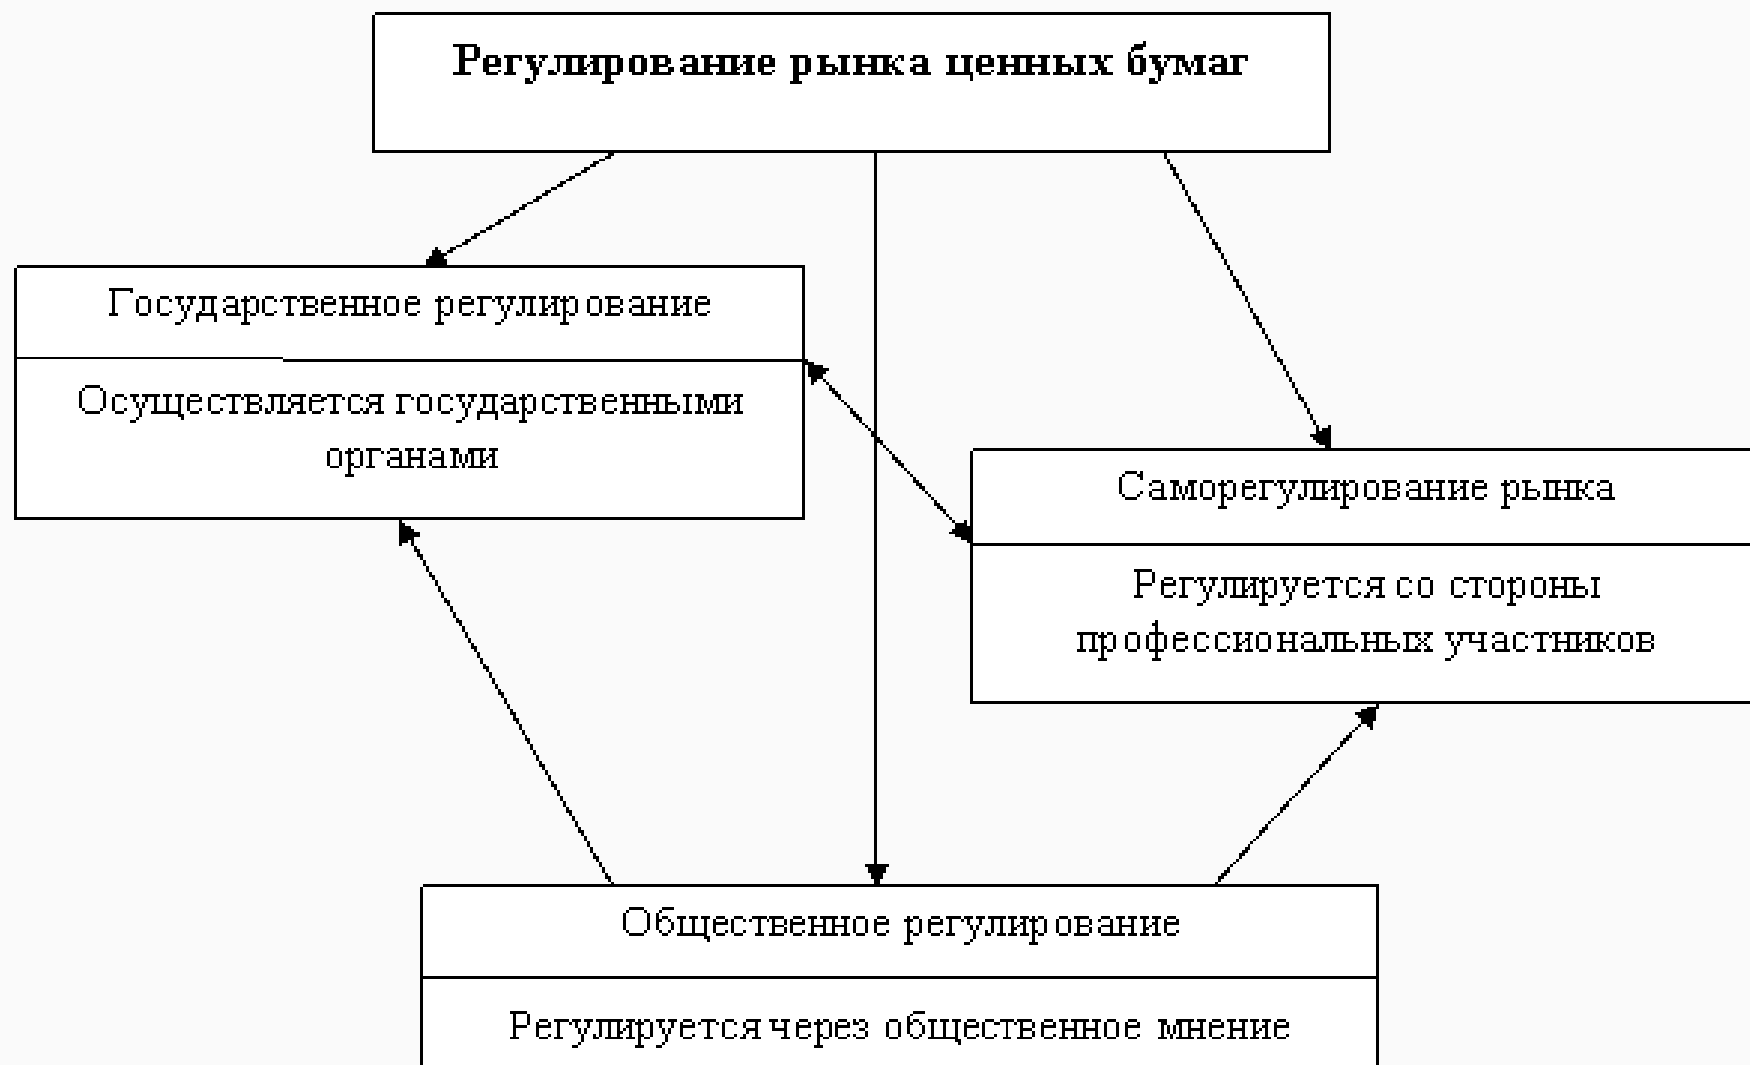 Регулирование рынка ценных бумаг
Государственное регулирование
Осуществляется государственными
органами
Саморегулирование рынка
Регулируется со стороны
профессиональных участников
Общественное регулирование
Регулируется через общественное мнение